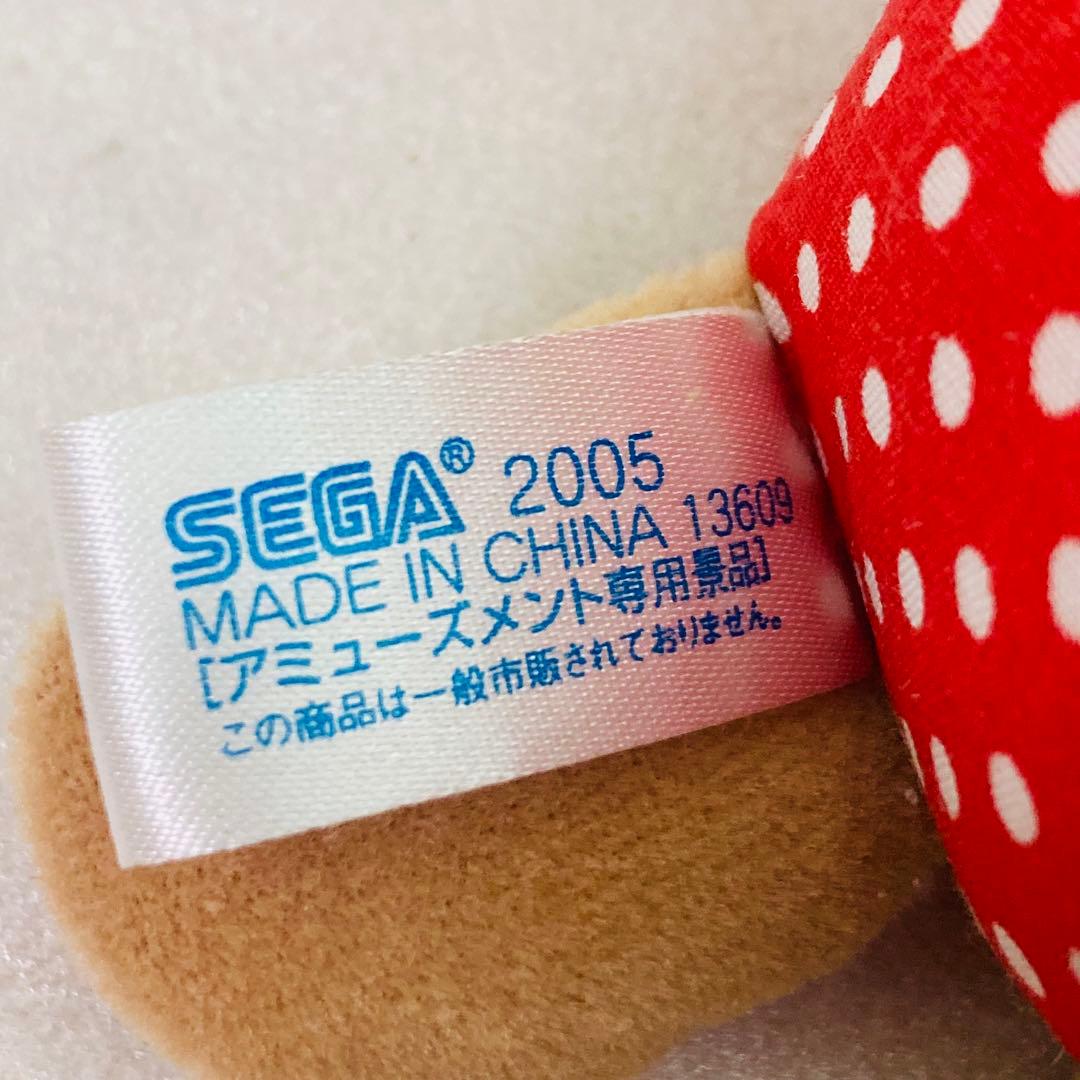 SEGA® 2005
MADE IN CHINA 13609
[アミューズメント専用景品]
この商品は一般市販されておりません。